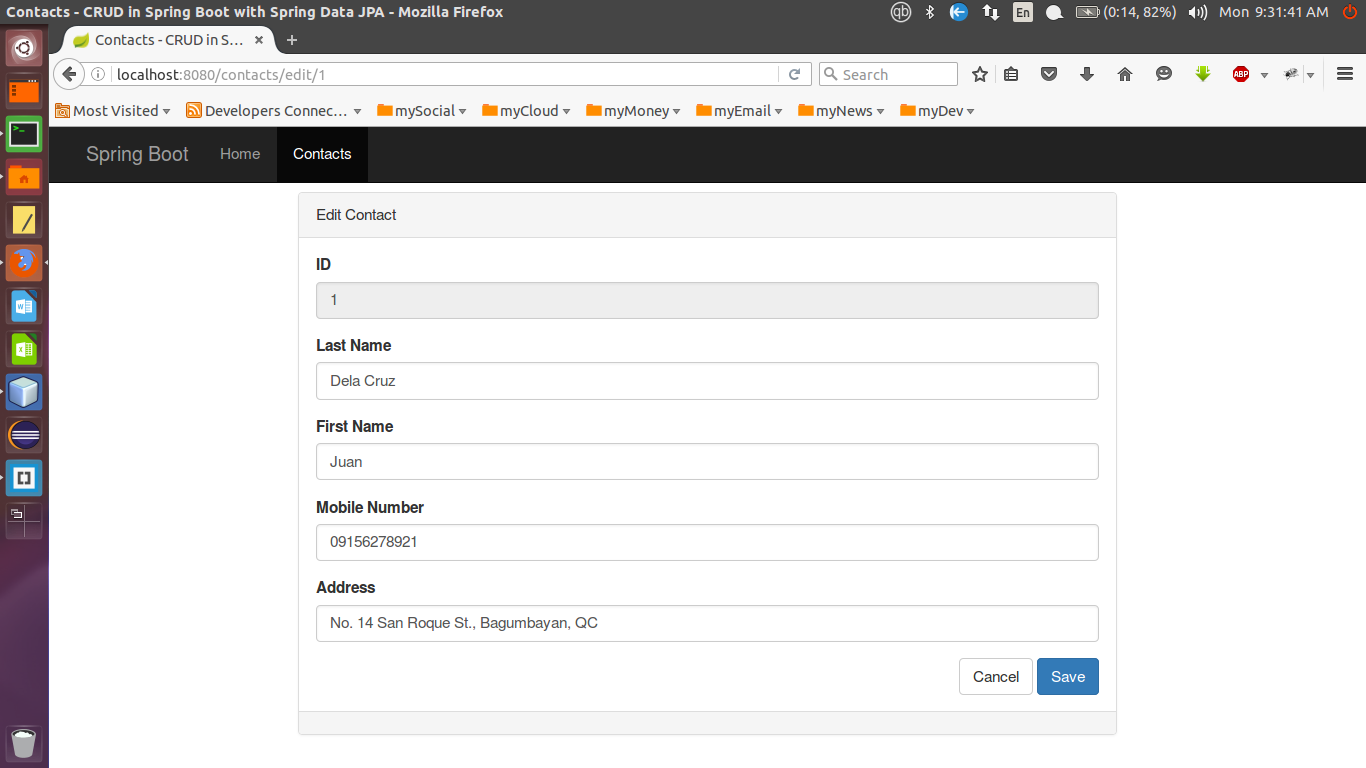 Contacts - CRUD in Spring Boot with Spring Data JPA - Mozilla Firefox
qb En (0:14, 82%) Mon 9:31:41 AM
Contacts - CRUD in S... × +
localhost:8080/contacts/edit/1 Search ABP
Most Visited Developers Connec... mySocial myCloud myMoney myEmail myNews myDev
Spring Boot Home Contacts
Edit Contact
ID
1
Last Name
Dela Cruz
First Name
Juan
Mobile Number
09156278921
Address
No. 14 San Roque St., Bagumbayan, QC
Cancel Save